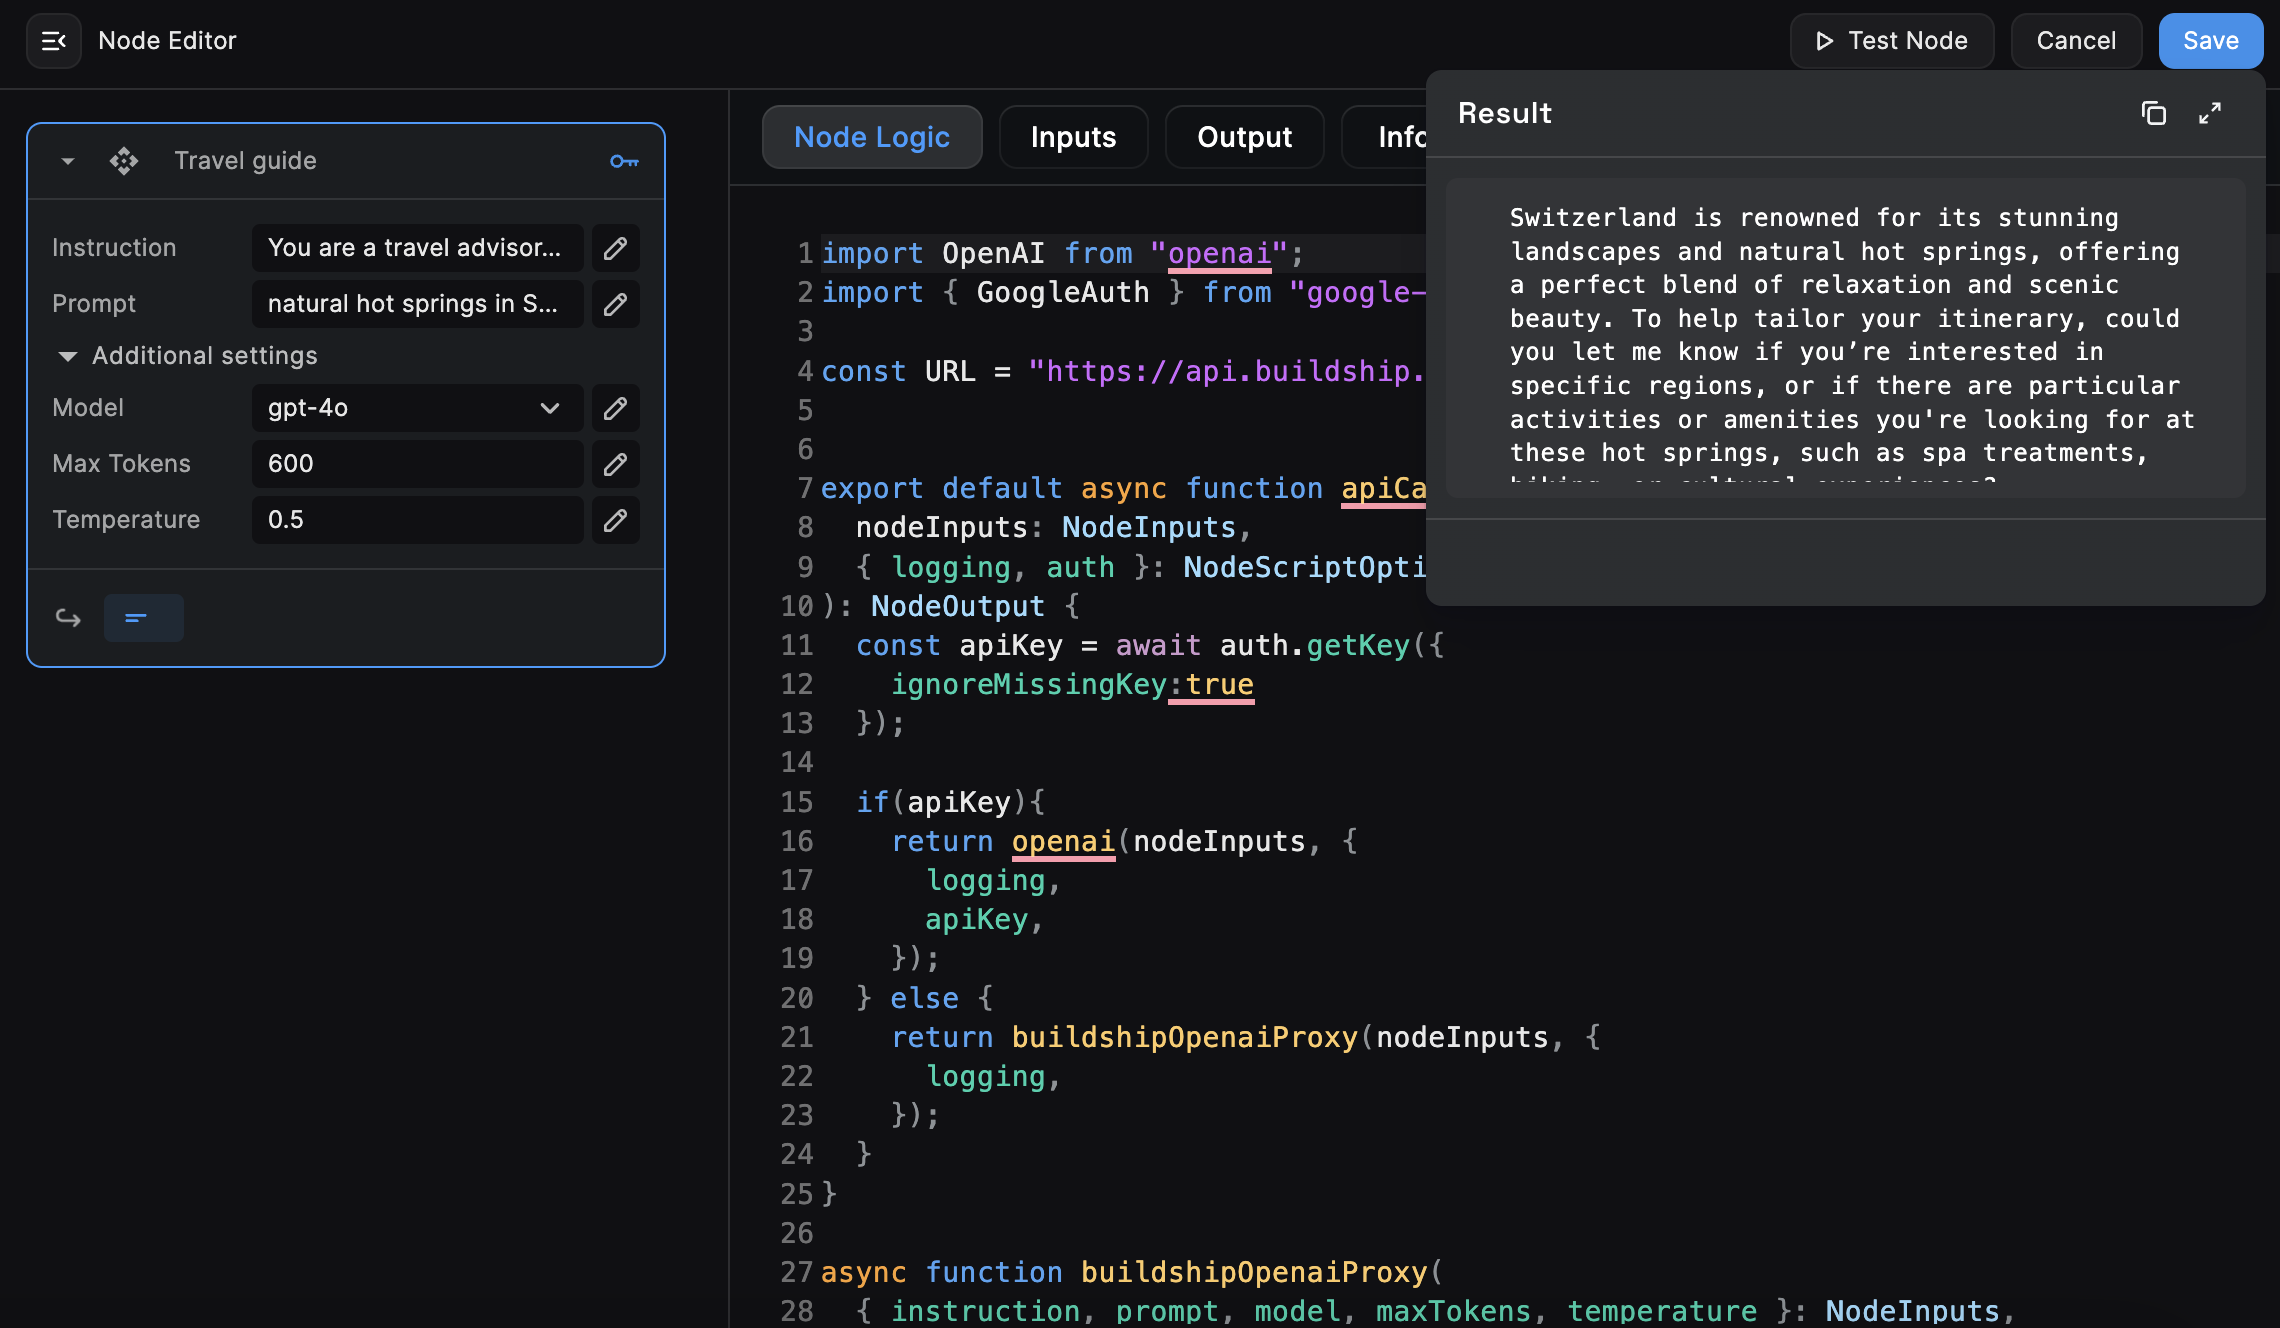 Node Editor
Test Node
Cancel
Save
Travel guide
Instruction
You are a travel advisor...
Prompt
natural hot springs in S...
Additional settings
Model
gpt-4o
Max Tokens
600
Temperature
0.5
Node Logic
Inputs
Output
Info
1 import OpenAI from "openai";
2 import { GoogleAuth } from "google-
3
4 const URL = "https://api.buildship.
5
6
7 export default async function apiCa
8 nodeInputs: NodeInputs,
9 { logging, auth }: NodeScriptOpti
10 ): NodeOutput {
11 const apiKey = await auth.getKey({
12 ignoreMissingKey:true
13 });
14
15 if(apiKey){
16 return openai(nodeInputs, {
17 logging,
18 apiKey,
19 });
20 } else {
21 return buildshipOpenaiProxy(nodeInputs, {
22 logging,
23 });
24 }
25 }
26
27 async function buildshipOpenaiProxy(
28 { instruction, prompt, model, maxTokens, temperature }: NodeInputs,
Result
Switzerland is renowned for its stunning
landscapes and natural hot springs, offering
a perfect blend of relaxation and scenic
beauty. To help tailor your itinerary, could
you let me know if you’re interested in
specific regions, or if there are particular
activities or amenities you're looking for at
these hot springs, such as spa treatments,
hiking, or cultural experiences?